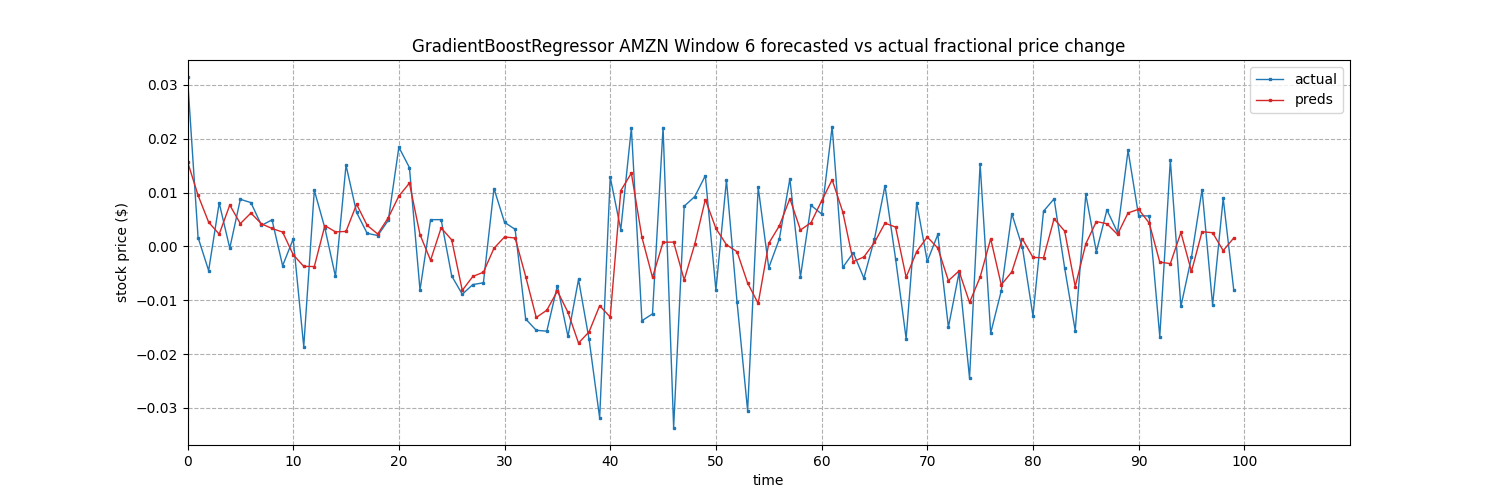 GradientBoostRegressor AMZN Window 6 forecasted vs actual fractional price change
actual
preds
stock price ($)
0.03
0.02
0.01
0.00
−0.01
−0.02
−0.03
0 10 20 30 40 50 60 70 80 90 100
time